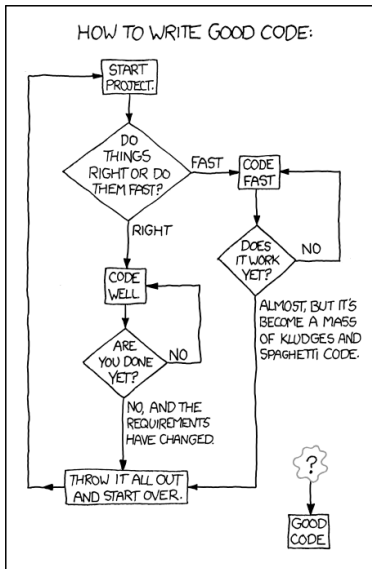 HOW TO WRITE GOOD CODE:
START
PROJECT.
DO
THINGS
RIGHT OR DO
THEM FAST?
FAST
CODE
FAST
RIGHT
DOES
IT WORK
YET?
NO
CODE
WELL
ALMOST, BUT IT'S
BECOME A MASS
OF KLUDGES AND
SPAGHETTI CODE.
ARE
YOU DONE
YET?
NO
NO, AND THE
REQUIREMENTS
HAVE CHANGED.
THROW IT ALL OUT
AND START OVER.
?
GOOD
CODE